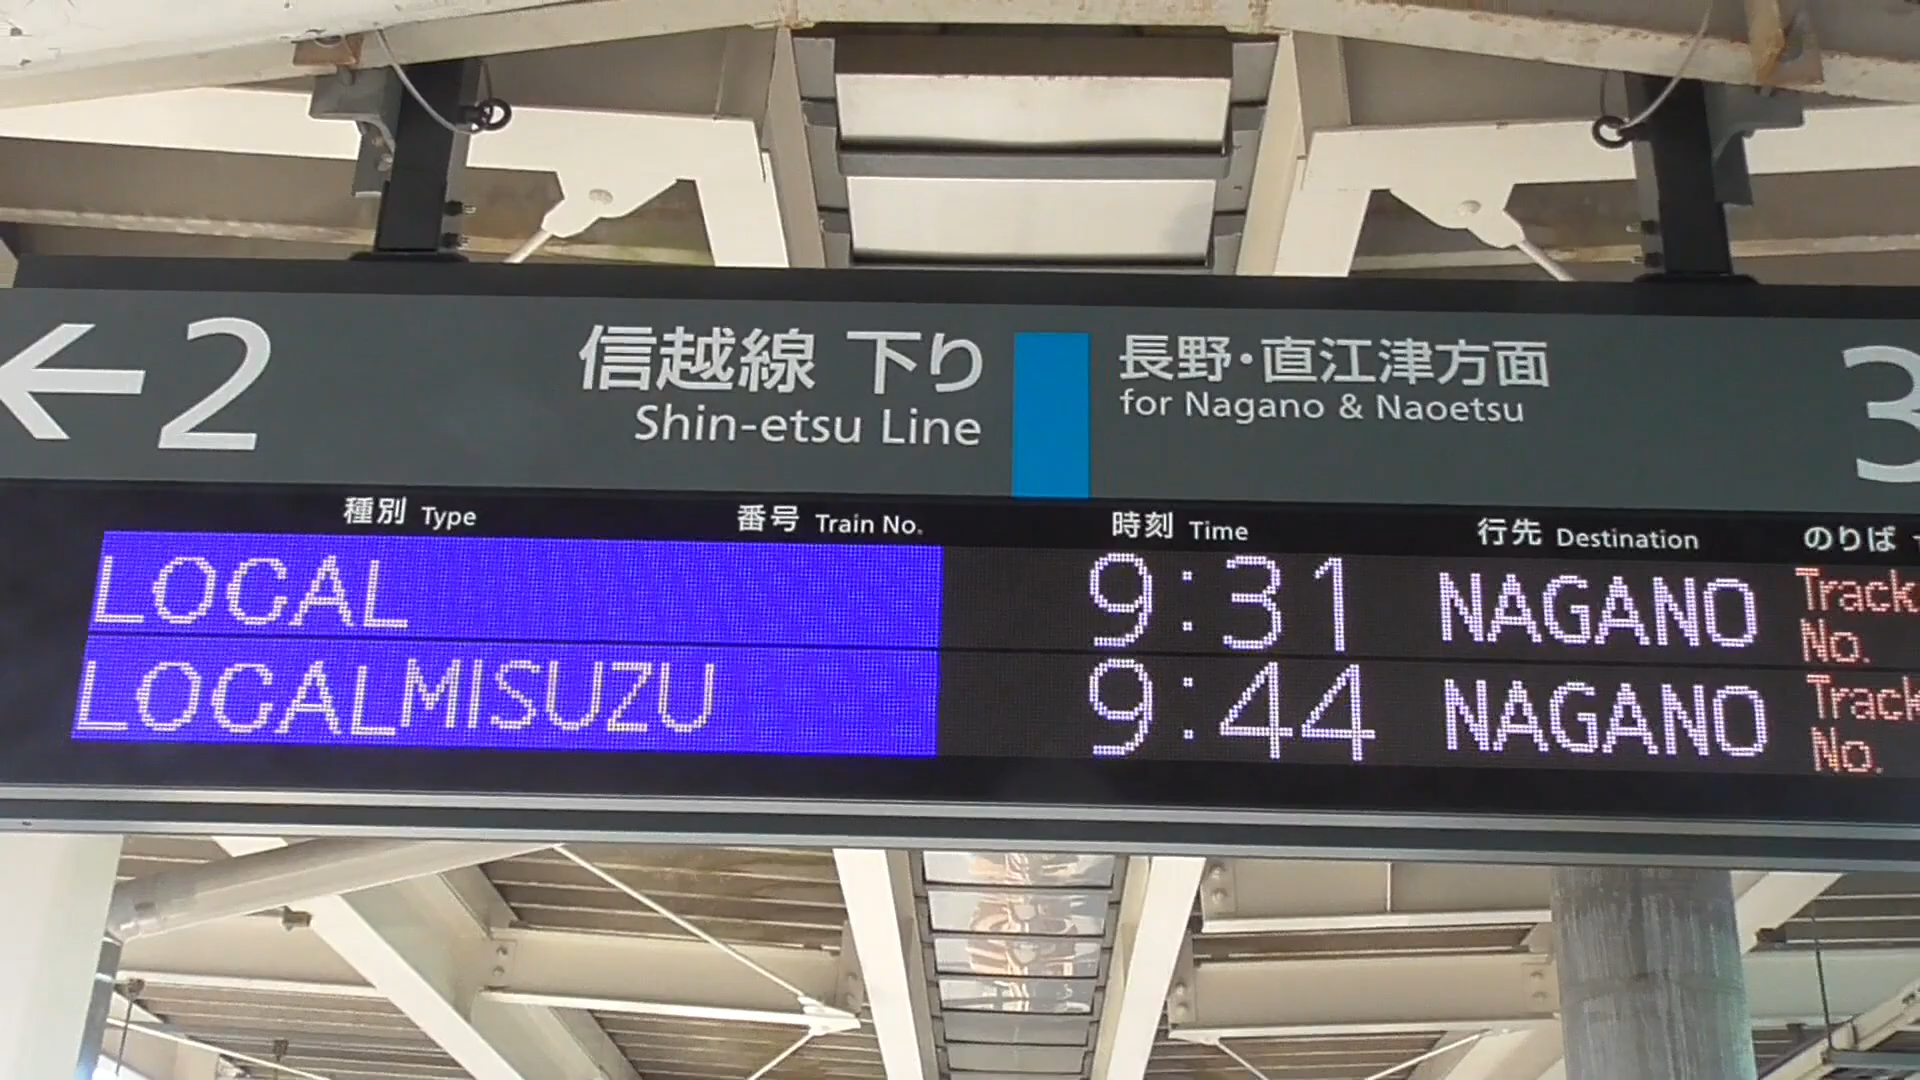 ←2 信越線 下り 長野・直江津方面 3
Shin-etsu Line for Nagano & Naoetsu
種別 Type 番号 Train No. 時刻 Time 行先 Destination のりば
LOCAL 9:31 NAGANO Track No.
LOCALMISUZU 9:44 NAGANO Track No.